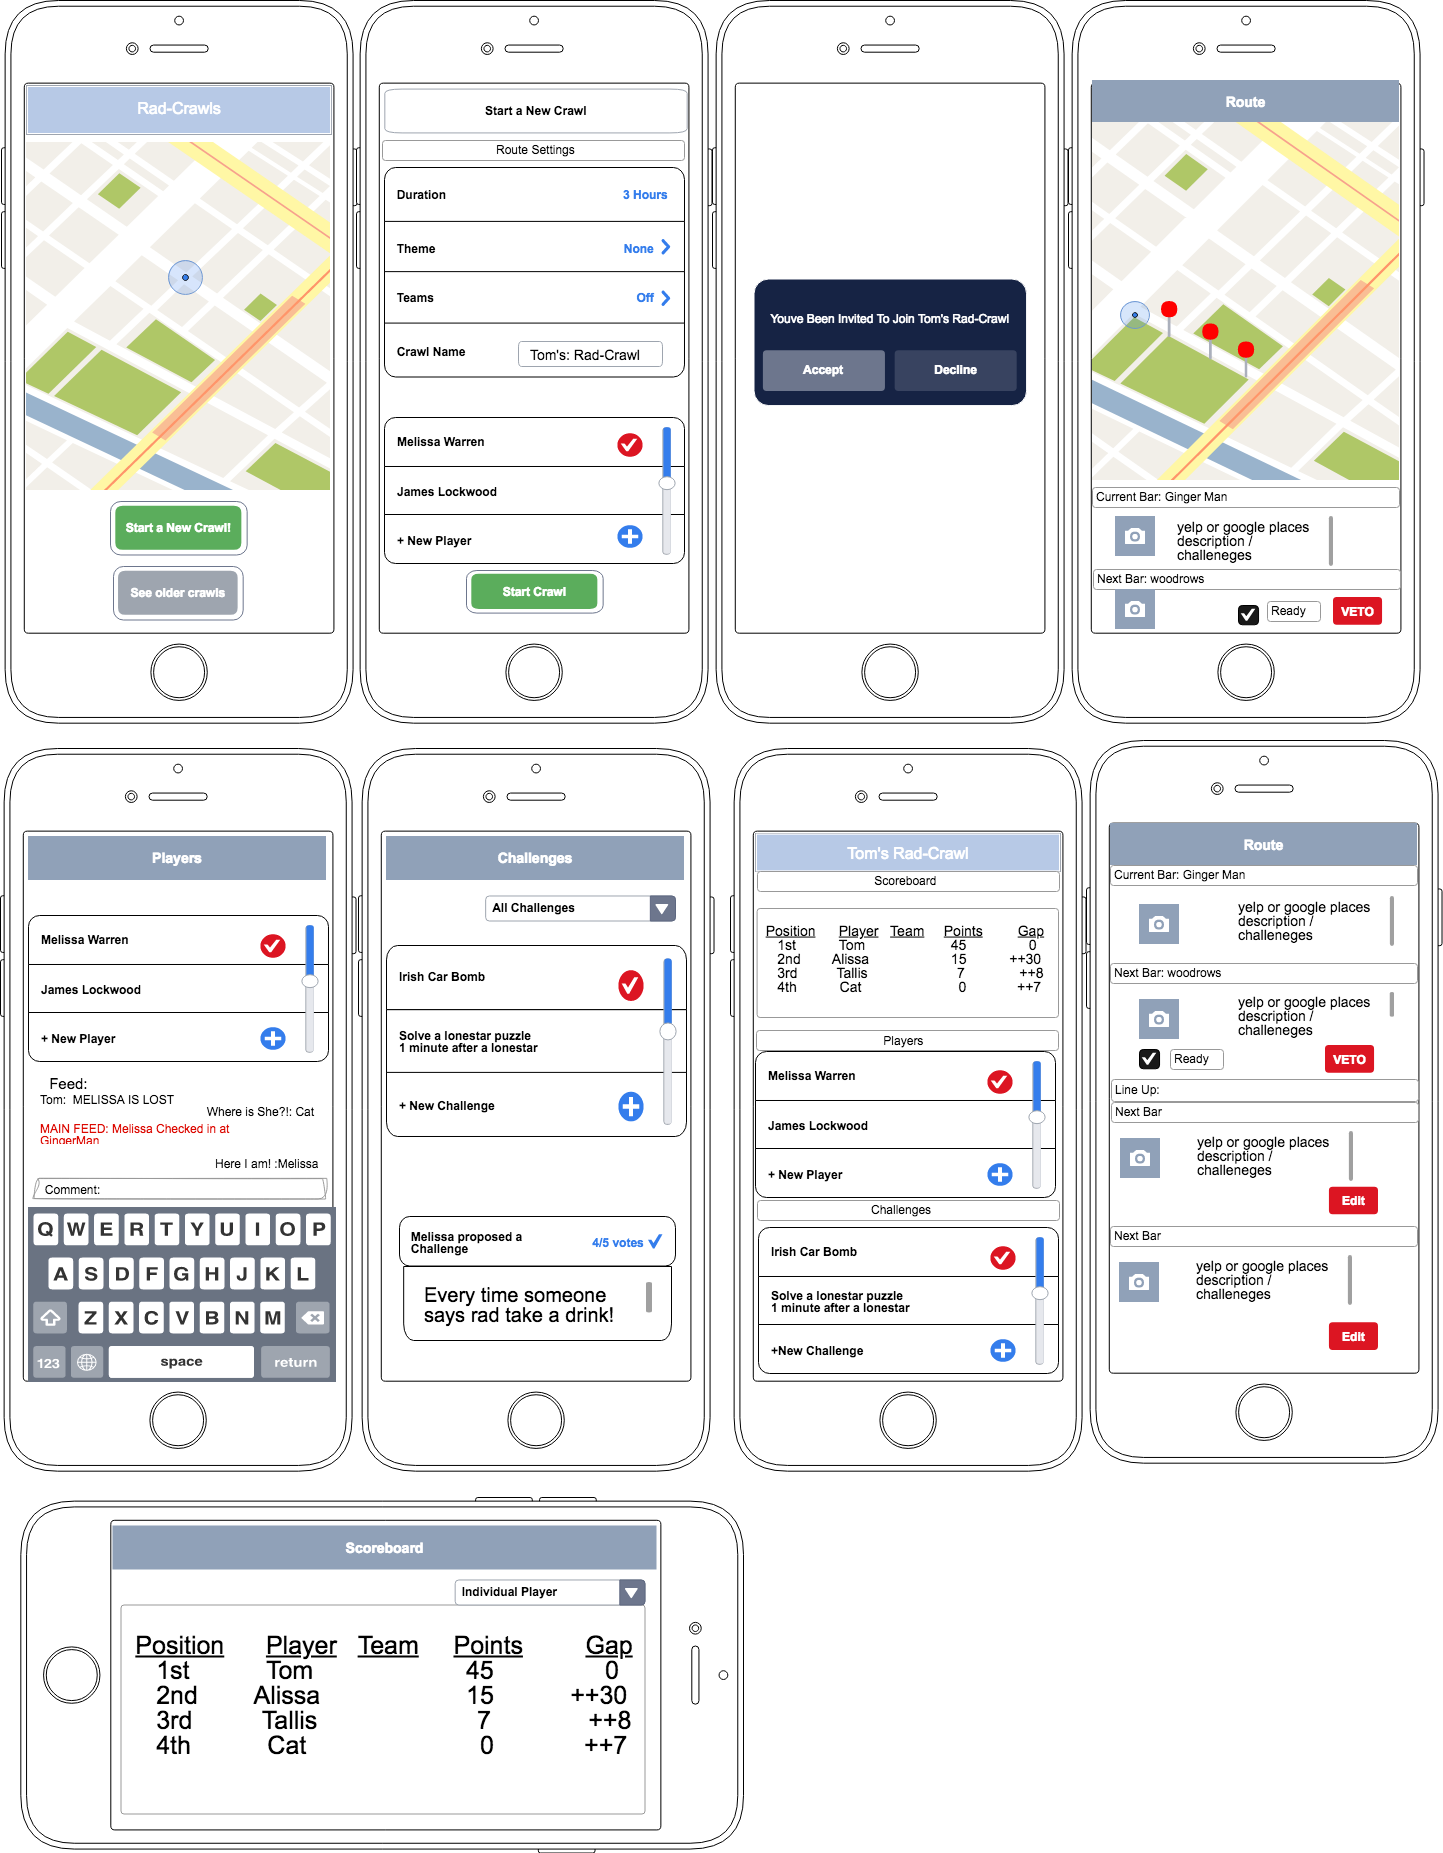 Rad-Crawls
Start a New Crawl!
See older crawls
Start a New Crawl
Route Settings
Duration 3 Hours
Theme None
Teams Off
Crawl Name Tom's: Rad-Crawl
Melissa Warren
James Lockwood
+ New Player
Start Crawl
Youve Been Invited To Join Tom's Rad-Crawl
Accept Decline
Route
Current Bar: Ginger Man
yelp or google places
description /
challeneges
Next Bar: woodrows
Ready VETO
Players
Melissa Warren
James Lockwood
+ New Player
Feed:
Tom: MELISSA IS LOST
Where is She?!: Cat
MAIN FEED: Melissa Checked in at
GingerMan
Here I am! :Melissa
Comment:
Q W E R T Y U I O P
A S D F G H J K L
Z X C V B N M
123 space return
Challenges
All Challenges
Irish Car Bomb
Solve a lonestar puzzle
1 minute after a lonestar
+ New Challenge
Melissa proposed a
Challenge
4/5 votes
Every time someone
says rad take a drink!
Tom's Rad-Crawl
Scoreboard
Position Player Team Points Gap
1st Tom 45 0
2nd Alissa 15 ++30
3rd Tallis 7 ++8
4th Cat 0 ++7
Players
Melissa Warren
James Lockwood
+ New Player
Challenges
Irish Car Bomb
Solve a lonestar puzzle
1 minute after a lonestar
+New Challenge
Route
Current Bar: Ginger Man
yelp or google places
description /
challeneges
Next Bar: woodrows
yelp or google places
description /
challeneges
Ready VETO
Line Up:
Next Bar
yelp or google places
description /
challeneges
Edit
Next Bar
yelp or google places
description /
challeneges
Edit
Scoreboard
Individual Player
Position Player Team Points Gap
1st Tom 45 0
2nd Alissa 15 ++30
3rd Tallis 7 ++8
4th Cat 0 ++7